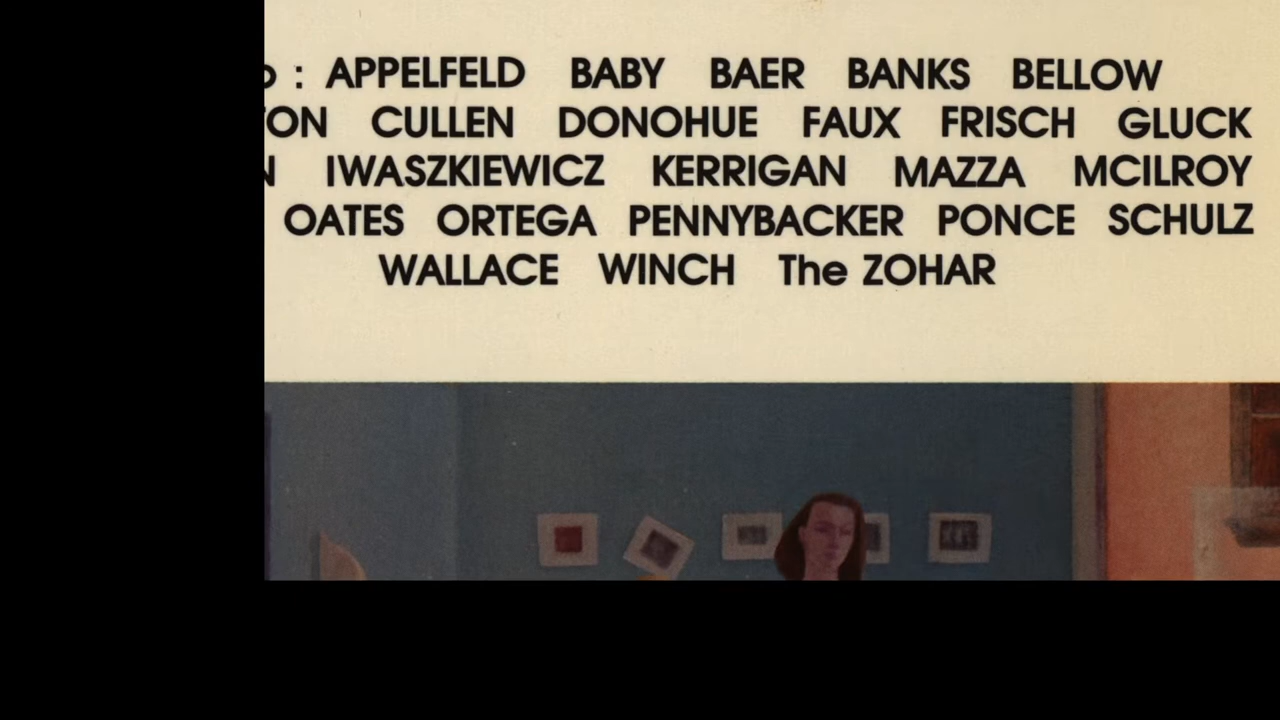 : APPELFELD BABY BAER BANKS BELLOW
CULLEN DONOHUE FAUX FRISCH GLUCK
IWASZKIEWICZ KERRIGAN MAZZA MCILROY
OATES ORTEGA PENNYBACKER PONCE SCHULZ
WALLACE WINCH The ZOHAR